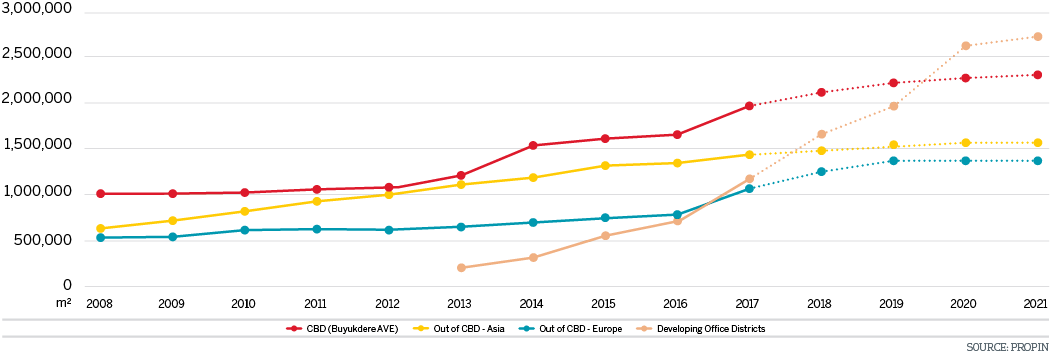 3,000,000
2,500,000
2,000,000
1,500,000
1,000,000
500,000
0
m² 2008 2009 2010 2011 2012 2013 2014 2015 2016 2017 2018 2019 2020 2021
CBD (Buyukdere AVE) Out of CBD - Asia Out of CBD - Europe Developing Office Districts
SOURCE: PROPIN